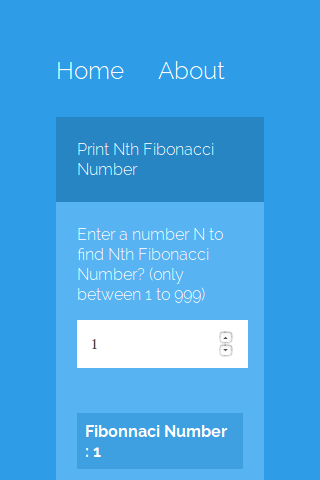 Home About
Print Nth Fibonacci
Number
Enter a number N to
find Nth Fibonacci
Number? (only
between 1 to 999)
1
Fibonnaci Number
: 1